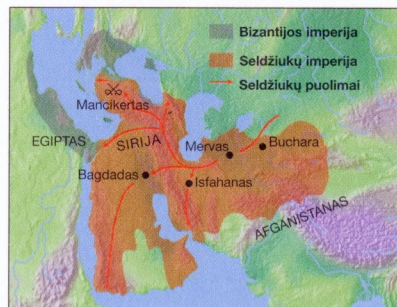 Bizantijos imperija
Seldžiukų imperija
Seldžiukų puolimai
Mancikertas
EGIPTAS
SIRIJA
Mervas
Buchara
Bagdadas
Isfahanas
AFGANISTANAS